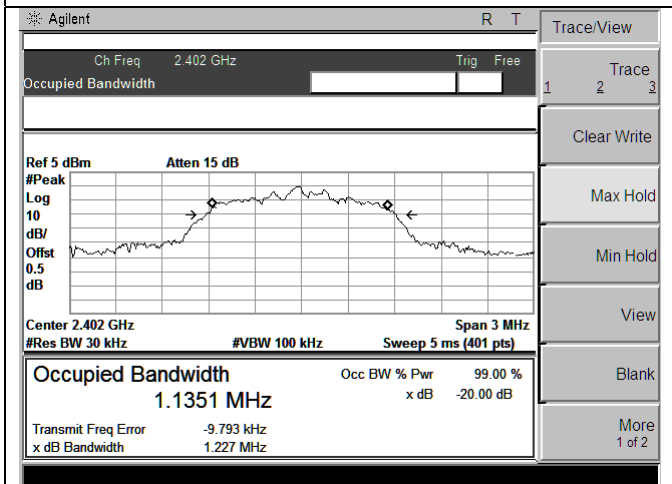 Agilent R T
Trace/View
Ch Freq 2.402 GHz Trig Free
Occupied Bandwidth
Trace
1 2 3
Clear Write
Ref 5 dBm Atten 15 dB
#Peak
Log
10
dB/
Offst
0.5
dB
Max Hold
Min Hold
Center 2.402 GHz Span 3 MHz
#Res BW 30 kHz #VBW 100 kHz Sweep 5 ms (401 pts)
View
Occupied Bandwidth Occ BW % Pwr 99.00 %
1.1351 MHz x dB -20.00 dB
Blank
Transmit Freq Error -9.793 kHz
x dB Bandwidth 1.227 MHz
More
1 of 2